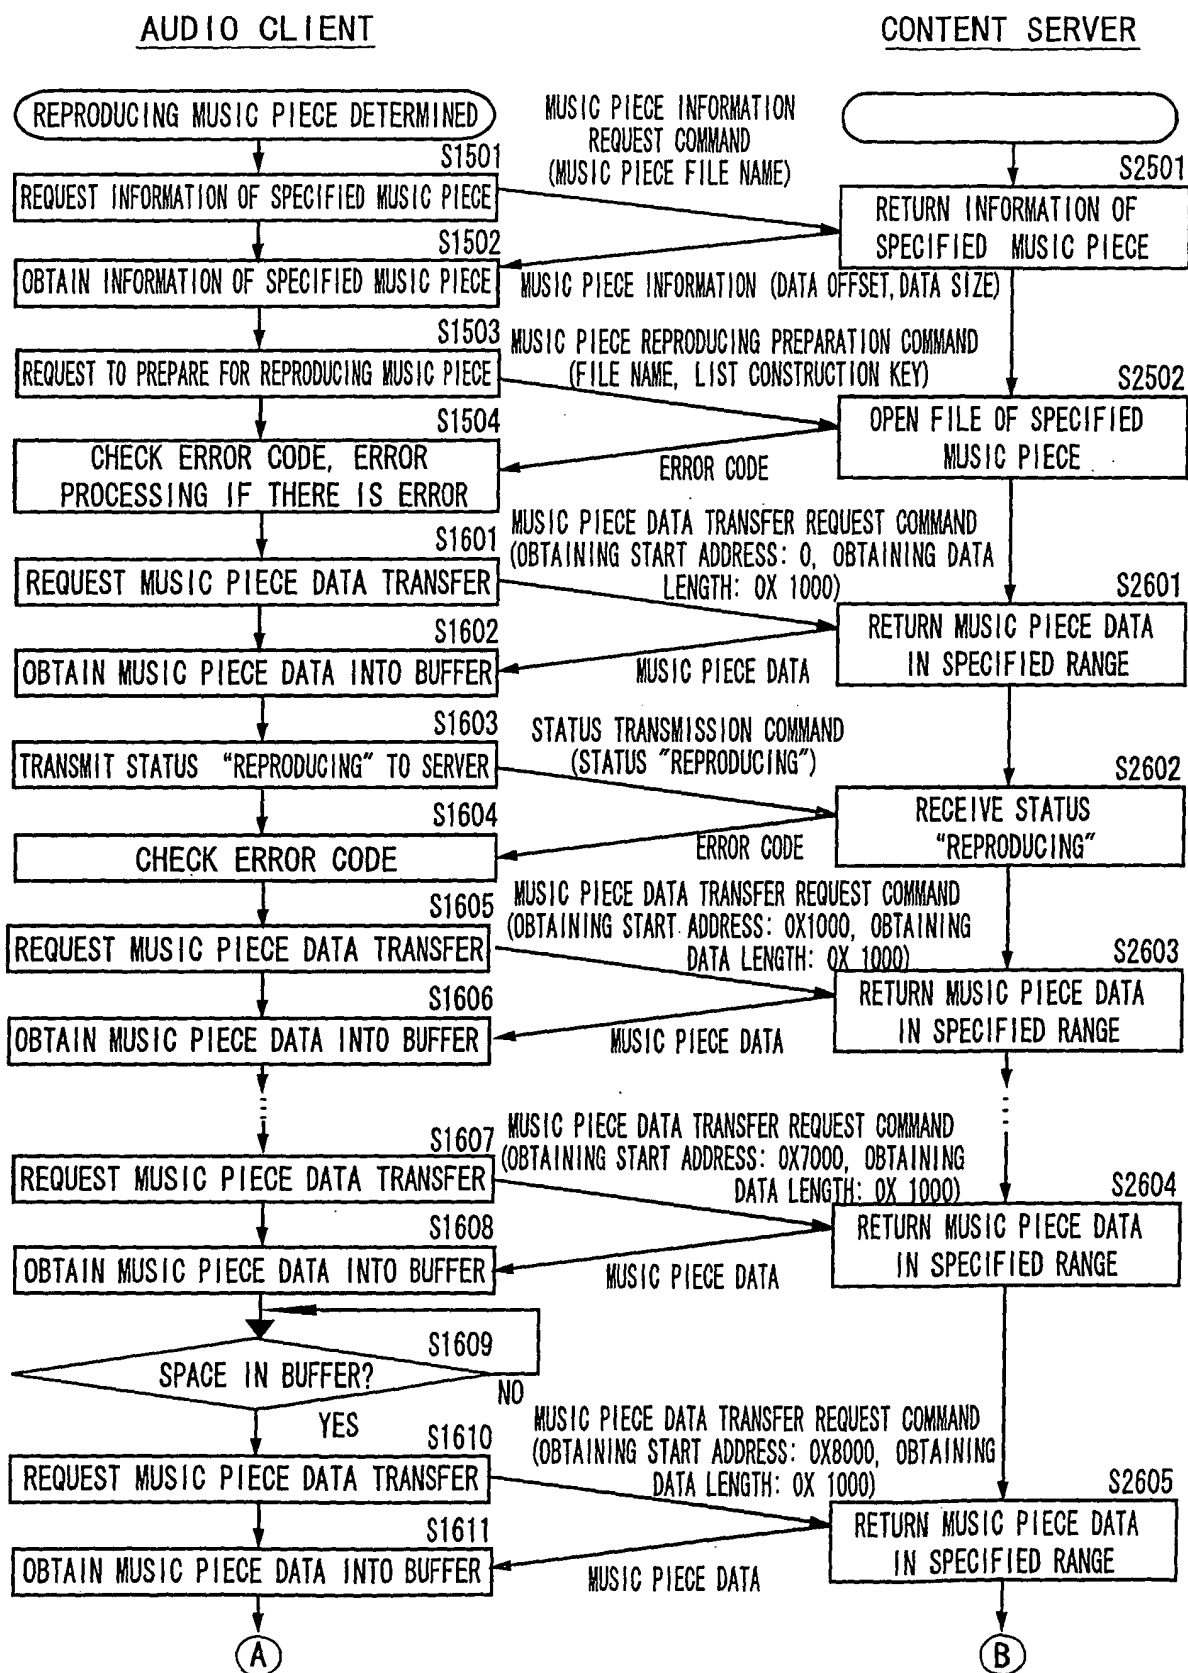 AUDIO CLIENT
CONTENT SERVER
REPRODUCING MUSIC PIECE DETERMINED
MUSIC PIECE INFORMATION
REQUEST COMMAND
(MUSIC PIECE FILE NAME)
S1501
REQUEST INFORMATION OF SPECIFIED MUSIC PIECE
S2501
RETURN INFORMATION OF
SPECIFIED MUSIC PIECE
S1502
OBTAIN INFORMATION OF SPECIFIED MUSIC PIECE
MUSIC PIECE INFORMATION (DATA OFFSET, DATA SIZE)
S1503
REQUEST TO PREPARE FOR REPRODUCING MUSIC PIECE
MUSIC PIECE REPRODUCING PREPARATION COMMAND
(FILE NAME, LIST CONSTRUCTION KEY)
S2502
OPEN FILE OF SPECIFIED
MUSIC PIECE
S1504
CHECK ERROR CODE, ERROR
PROCESSING IF THERE IS ERROR
ERROR CODE
S1601
REQUEST MUSIC PIECE DATA TRANSFER
MUSIC PIECE DATA TRANSFER REQUEST COMMAND
(OBTAINING START ADDRESS: 0, OBTAINING DATA
LENGTH: 0X 1000)
S2601
RETURN MUSIC PIECE DATA
IN SPECIFIED RANGE
S1602
OBTAIN MUSIC PIECE DATA INTO BUFFER
MUSIC PIECE DATA
S1603
TRANSMIT STATUS "REPRODUCING" TO SERVER
STATUS TRANSMISSION COMMAND
(STATUS "REPRODUCING")
S2602
RECEIVE STATUS
"REPRODUCING"
S1604
CHECK ERROR CODE
ERROR CODE
S1605
REQUEST MUSIC PIECE DATA TRANSFER
MUSIC PIECE DATA TRANSFER REQUEST COMMAND
(OBTAINING START ADDRESS: 0X1000, OBTAINING
DATA LENGTH: 0X 1000)
S2603
RETURN MUSIC PIECE DATA
IN SPECIFIED RANGE
S1606
OBTAIN MUSIC PIECE DATA INTO BUFFER
MUSIC PIECE DATA
S1607
REQUEST MUSIC PIECE DATA TRANSFER
MUSIC PIECE DATA TRANSFER REQUEST COMMAND
(OBTAINING START ADDRESS: 0X7000, OBTAINING
DATA LENGTH: 0X 1000)
S2604
RETURN MUSIC PIECE DATA
IN SPECIFIED RANGE
S1608
OBTAIN MUSIC PIECE DATA INTO BUFFER
MUSIC PIECE DATA
S1609
SPACE IN BUFFER?
NO
YES
S1610
REQUEST MUSIC PIECE DATA TRANSFER
MUSIC PIECE DATA TRANSFER REQUEST COMMAND
(OBTAINING START ADDRESS: 0X8000, OBTAINING
DATA LENGTH: 0X 1000)
S2605
RETURN MUSIC PIECE DATA
IN SPECIFIED RANGE
S1611
OBTAIN MUSIC PIECE DATA INTO BUFFER
MUSIC PIECE DATA
A
B